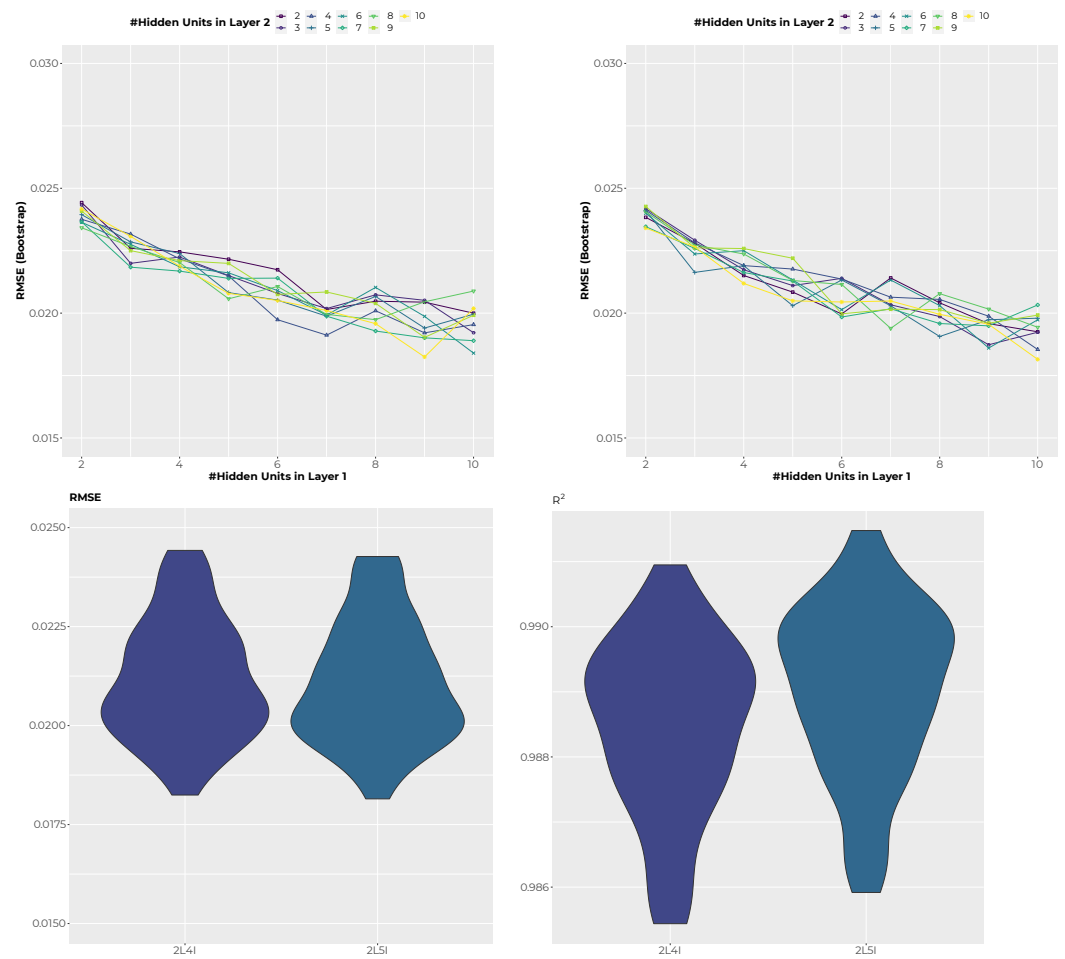 #Hidden Units in Layer 2 2 4 6 8 10
3 5 7 9
0.030
0.025
0.020
0.015
RMSE (Bootstrap)
2 4 6 8 10
#Hidden Units in Layer 1
#Hidden Units in Layer 2 2 4 6 8 10
3 5 7 9
0.030
0.025
0.020
0.015
RMSE (Bootstrap)
2 4 6 8 10
#Hidden Units in Layer 1
RMSE
0.0250
0.0225
0.0200
0.0175
0.0150
2L4I 2L5I
R²
0.990
0.988
0.986
2L4I 2L5I